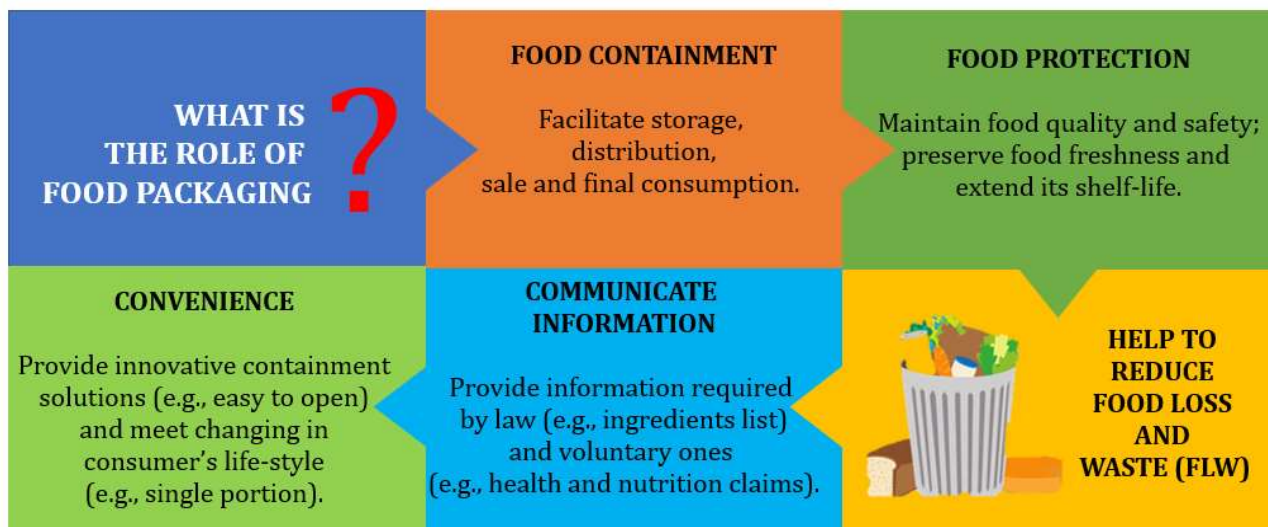 WHAT IS
THE ROLE OF
FOOD PACKAGING
?
FOOD CONTAINMENT
Facilitate storage,
distribution,
sale and final consumption.
FOOD PROTECTION
Maintain food quality and safety;
preserve food freshness and
extend its shelf-life.
HELP TO
REDUCE
FOOD LOSS
AND
WASTE (FLW)
COMMUNICATE
INFORMATION
Provide information required
by law (e.g., ingredients list)
and voluntary ones
(e.g., health and nutrition claims).
CONVENIENCE
Provide innovative containment
solutions (e.g., easy to open)
and meet changing in
consumer's life-style
(e.g., single portion).